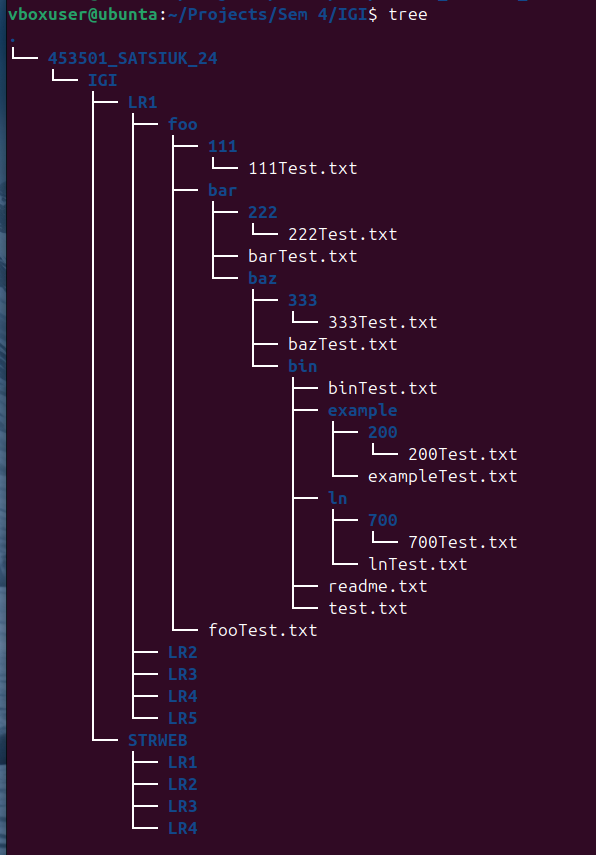 vboxuser@ubunta:~/Projects/Sem 4/IGI$ tree
.
└── 453501_SATSIUK_24
    └── IGI
        ├── LR1
        │   ├── foo
        │   │   ├── 111
        │   │   │   └── 111Test.txt
        │   │   ├── bar
        │   │   │   ├── 222
        │   │   │   │   └── 222Test.txt
        │   │   │   ├── barTest.txt
        │   │   │   └── baz
        │   │   │       ├── 333
        │   │   │       │   └── 333Test.txt
        │   │   │       ├── bazTest.txt
        │   │   │       └── bin
        │   │   │           ├── binTest.txt
        │   │   │           ├── example
        │   │   │           │   ├── 200
        │   │   │           │   │   └── 200Test.txt
        │   │   │           │   └── exampleTest.txt
        │   │   │           ├── ln
        │   │   │           │   ├── 700
        │   │   │           │   │   └── 700Test.txt
        │   │   │           │   └── lnTest.txt
        │   │   │           ├── readme.txt
        │   │   │           └── test.txt
        │   │   └── fooTest.txt
        │   ├── LR2
        │   ├── LR3
        │   ├── LR4
        │   └── LR5
        └── STRWEB
            ├── LR1
            ├── LR2
            ├── LR3
            └── LR4